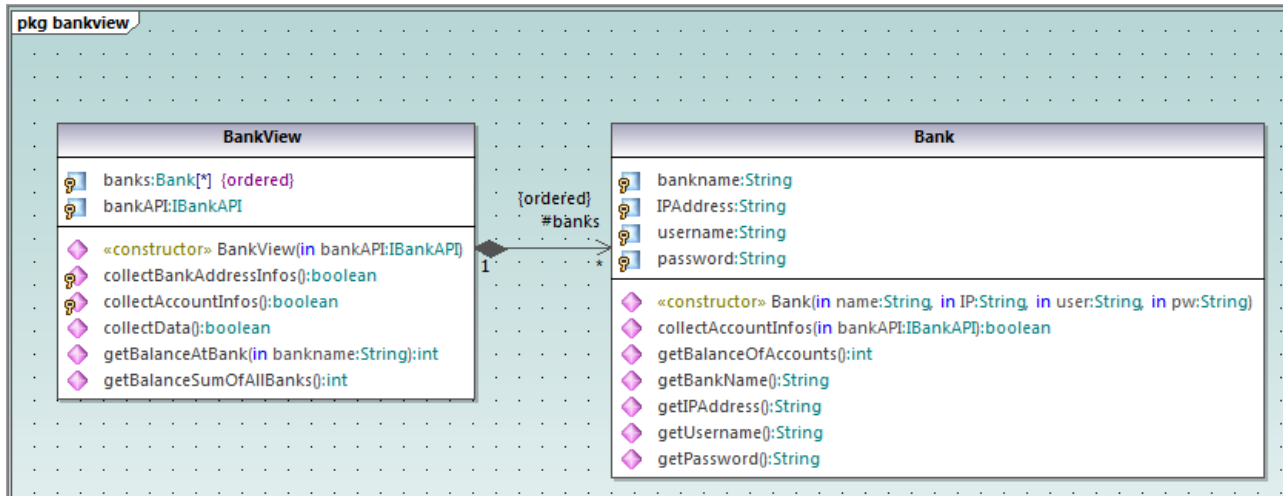 pkg bankview
BankView
banks:Bank[*] {ordered}
bankAPI:IBankAPI
«constructor» BankView(in bankAPI:IBankAPI)
collectBankAddressInfos():boolean
collectAccountInfos():boolean
collectData():boolean
getBalanceAtBank(in bankname:String):int
getBalanceSumOfAllBanks():int
{ordered}
#banks
1
*
Bank
bankname:String
IPAddress:String
username:String
password:String
«constructor» Bank(in name:String, in IP:String, in user:String, in pw:String)
collectAccountInfos(in bankAPI:IBankAPI):boolean
getBalanceOfAccounts():int
getBankName():String
getIPAddress():String
getUsername():String
getPassword():String